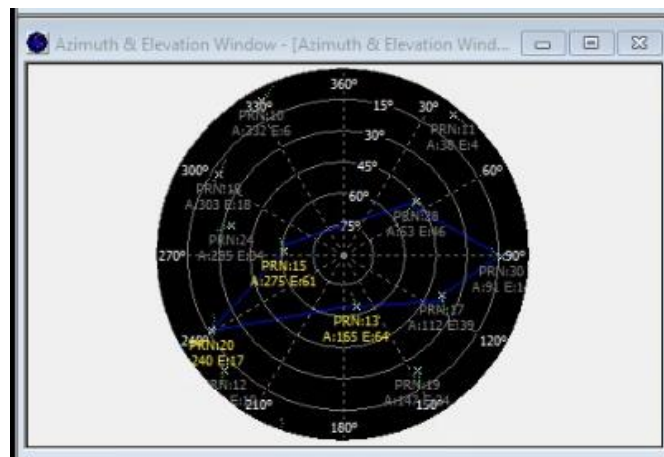 Azimuth & Elevation Window - [Azimuth & Elevation Wind...
360°
330°
15°
30°
PRN:10
A:332 E:6
PRN:11
A:38 E:4
30°
300°
45°
60°
PRN:18
A:303 E:18
60°
PRN:28
A:53 E:46
PRN:24
A:285 E:34
75°
270°
90°
PRN:15
A:275 E:61
PRN:30
A:91
PRN:17
A:112 E:39
PRN:13
A:165 E:64
240°
PRN:20
240 E:17
120°
PRN:12
PRN:19
210°
150°
180°